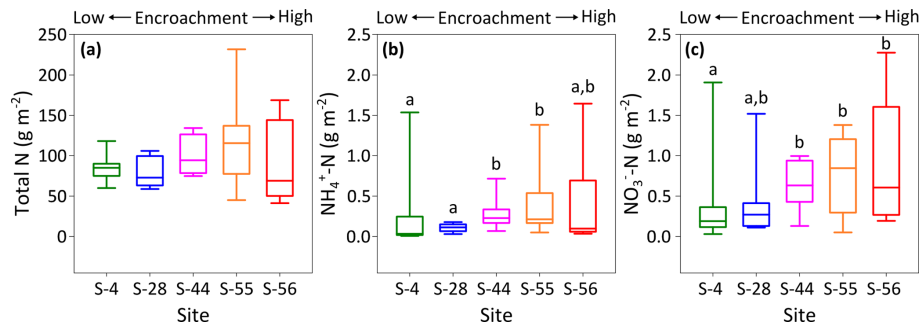 Low ← Encroachment → High
(a)
Total N (g m⁻²)
250
200
150
100
50
0
S-4 S-28 S-44 S-55 S-56
Site
Low ← Encroachment → High
(b)
NH₄⁺-N (g m⁻²)
2.5
2.0
1.5
1.0
0.5
0.0
a
a
b
b
a,b
S-4 S-28 S-44 S-55 S-56
Site
Low ← Encroachment → High
(c)
NO₃⁻-N (g m⁻²)
2.5
2.0
1.5
1.0
0.5
0.0
a
a,b
b
b
b
S-4 S-28 S-44 S-55 S-56
Site